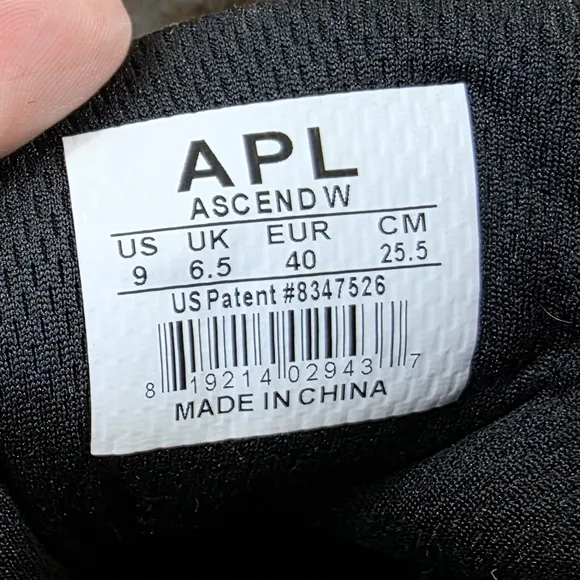 APL
ASCEND W
US UK EUR CM
9 6.5 40 25.5
US Patent #8347526
8 19214 02943 7
MADE IN CHINA